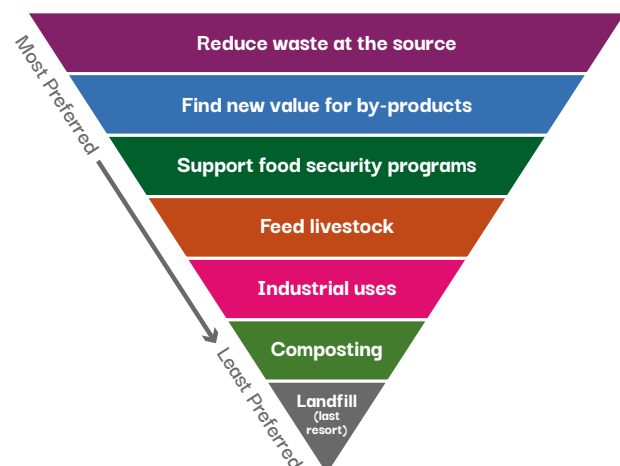 Reduce waste at the source
Most Preferred
Find new value for by-products
Support food security programs
Feed livestock
Industrial uses
Composting
Least Preferred
Landfill
(last
resort)